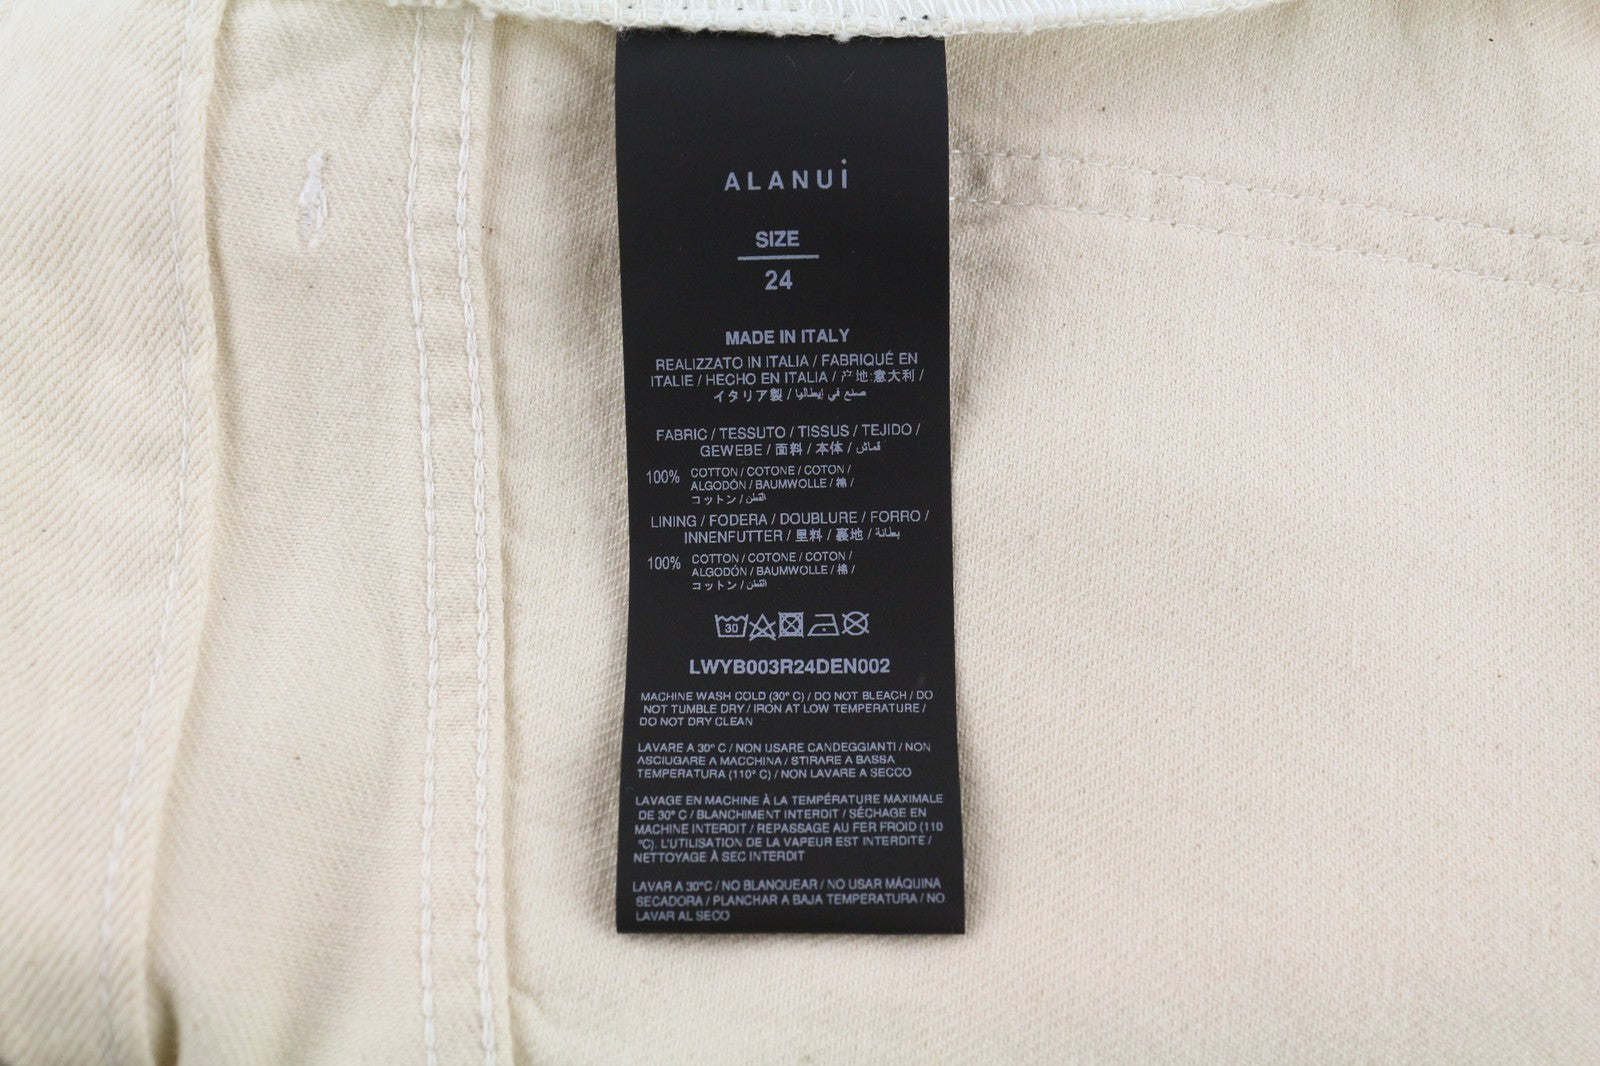 ALANUi
SIZE
24
MADE IN ITALY
REALIZZATO IN ITALIA / FABRIQUÉ EN
ITALIE / HECHO EN ITALIA / 产地:意大利 /
イタリア製 / صنع في إيطاليا
FABRIC / TESSUTO / TISSUS / TEJIDO /
GEWEBE / 面料 / 本体 / قماش
100% COTTON / COTONE / COTON /
ALGODÓN / BAUMWOLLE / 棉 /
コットン / القطن
LINING / FODERA / DOUBLURE / FORRO /
INNENFUTTER / 里料 / 裏地 / بطانة
100% COTTON / COTONE / COTON /
ALGODÓN / BAUMWOLLE / 棉 /
コットン / القطن
30
LWYB003R24DEN002
MACHINE WASH COLD (30° C) / DO NOT BLEACH / DO
NOT TUMBLE DRY / IRON AT LOW TEMPERATURE /
DO NOT DRY CLEAN
LAVARE A 30° C / NON USARE CANDEGGIANTI / NON
ASCIUGARE A MACCHINA / STIRARE A BASSA
TEMPERATURA (110° C) / NON LAVARE A SECCO
LAVAGE EN MACHINE À LA TEMPÉRATURE MAXIMALE
DE 30° C / BLANCHIMENT INTERDIT / SÉCHAGE EN
MACHINE INTERDIT / REPASSAGE AU FER FROID (110
°C). L'UTILISATION DE LA VAPEUR EST INTERDITE /
NETTOYAGE À SEC INTERDIT
LAVAR A 30°C / NO BLANQUEAR / NO USAR MÁQUINA
SECADORA / PLANCHAR A BAJA TEMPERATURA / NO
LAVAR AL SECO